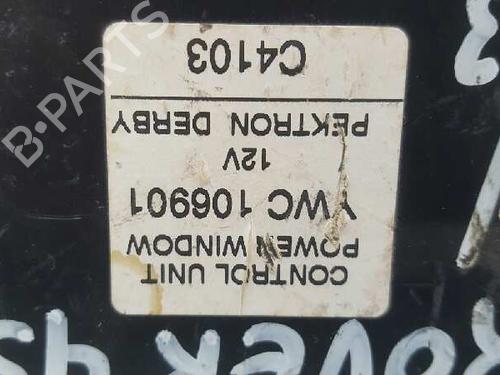 CONTROL UNIT
POWER WINDOW
YWC 106901
12V
PEKTRON DERBY
C4103
B-PARTS